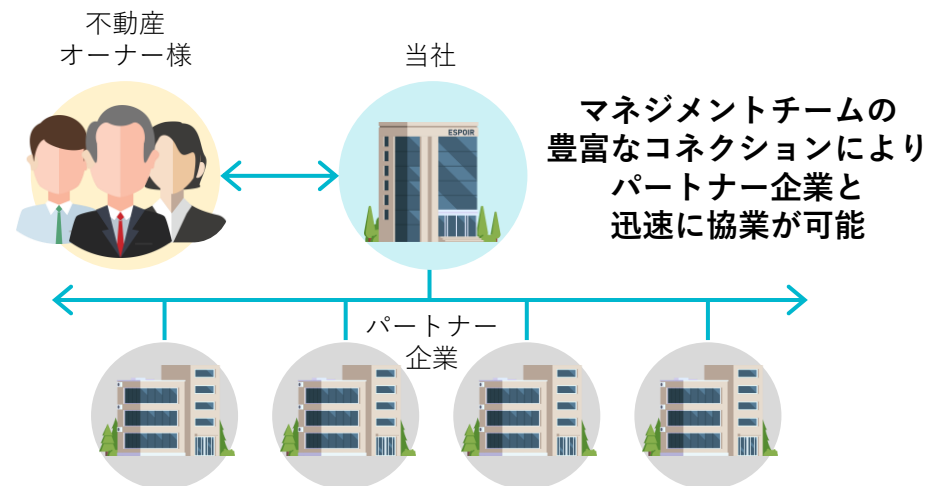 不動産
オーナー様
当社
ESPOIR
マネジメントチームの
豊富なコネクションにより
パートナー企業と
迅速に協業が可能
パートナー
企業